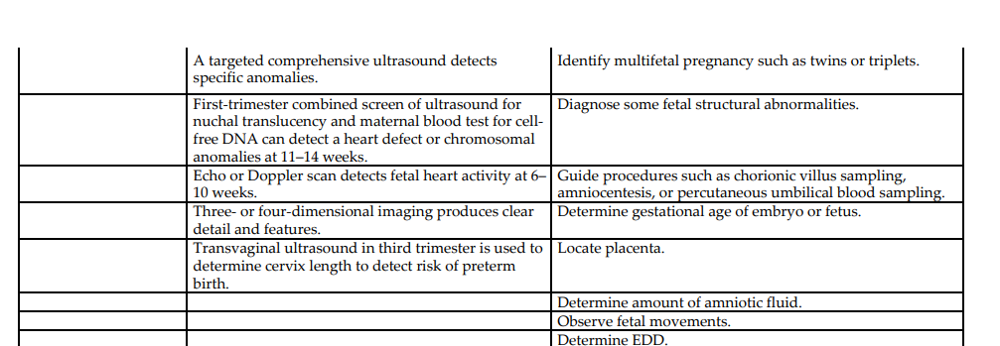 A targeted comprehensive ultrasound detects
specific anomalies.
Identify multifetal pregnancy such as twins or triplets.
First-trimester combined screen of ultrasound for
nuchal translucency and maternal blood test for cell-
free DNA can detect a heart defect or chromosomal
anomalies at 11–14 weeks.
Diagnose some fetal structural abnormalities.
Echo or Doppler scan detects fetal heart activity at 6–
10 weeks.
Guide procedures such as chorionic villus sampling,
amniocentesis, or percutaneous umbilical blood sampling.
Three- or four-dimensional imaging produces clear
detail and features.
Determine gestational age of embryo or fetus.
Transvaginal ultrasound in third trimester is used to
determine cervix length to detect risk of preterm
birth.
Locate placenta.
Determine amount of amniotic fluid.
Observe fetal movements.
Determine EDD.